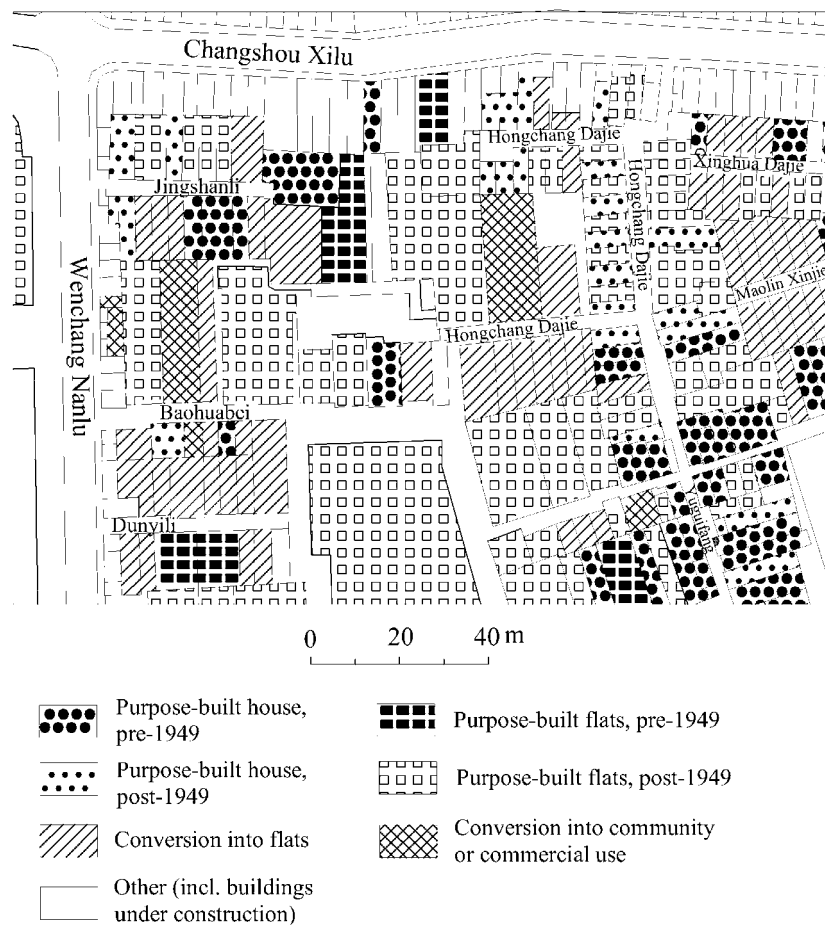 Changshou Xilu
Hongchang Dajie
Xinghua Dajie
Jingshanli
Hongchang Dajie
Wenchang Nanlu
Maolin Xinjie
Hongchang Dajie
Baohuabei
Dunyili
Yuguifang
0 20 40 m
Purpose-built house,
pre-1949
Purpose-built flats, pre-1949
Purpose-built house,
post-1949
Purpose-built flats, post-1949
Conversion into flats
Conversion into community
or commercial use
Other (incl. buildings
under construction)